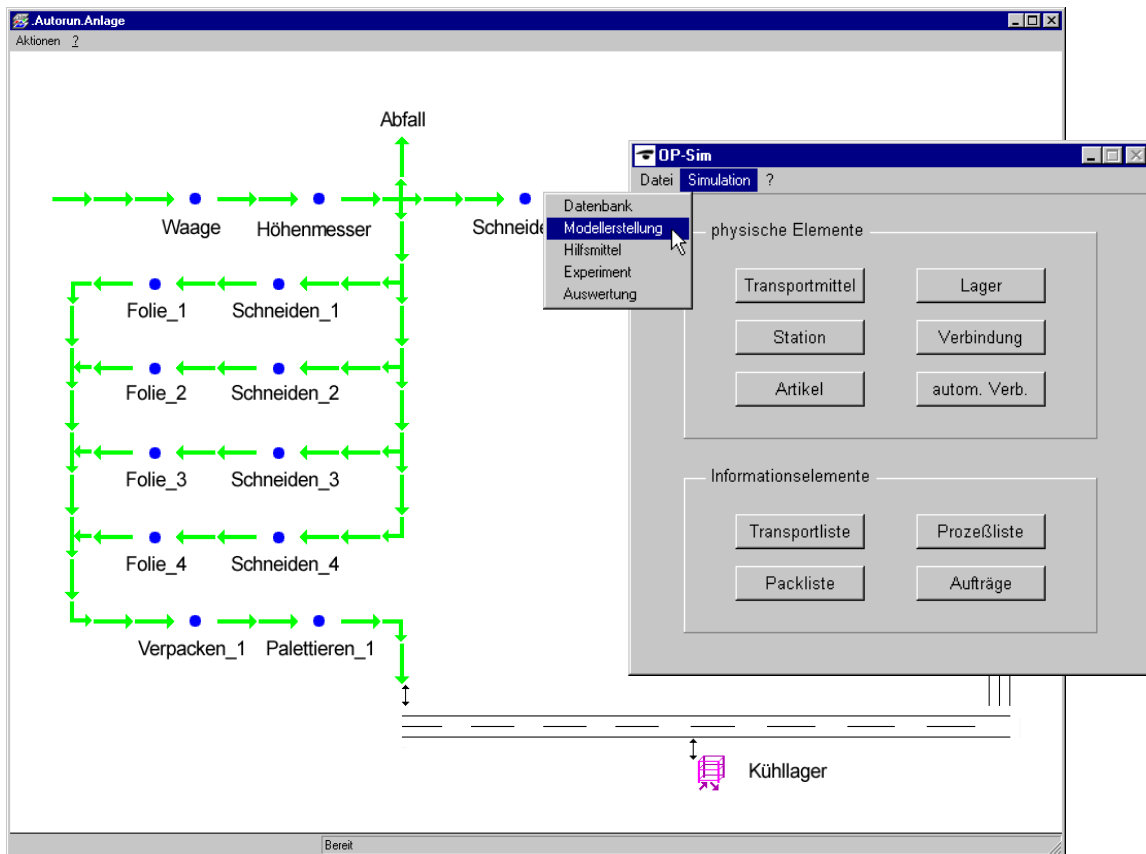 .Autorun.Anlage
Aktionen ?
Abfall
Waage Höhenmesser Schneide
Folie_1 Schneiden_1
Folie_2 Schneiden_2
Folie_3 Schneiden_3
Folie_4 Schneiden_4
Verpacken_1 Palettieren_1
Kühllager
Bereit
OP-Sim
Datei Simulation ?
Datenbank
Modellerstellung
Hilfsmittel
Experiment
Auswertung
physische Elemente
Transportmittel Lager
Station Verbindung
Artikel autom. Verb.
Informationselemente
Transportliste Prozeßliste
Packliste Aufträge